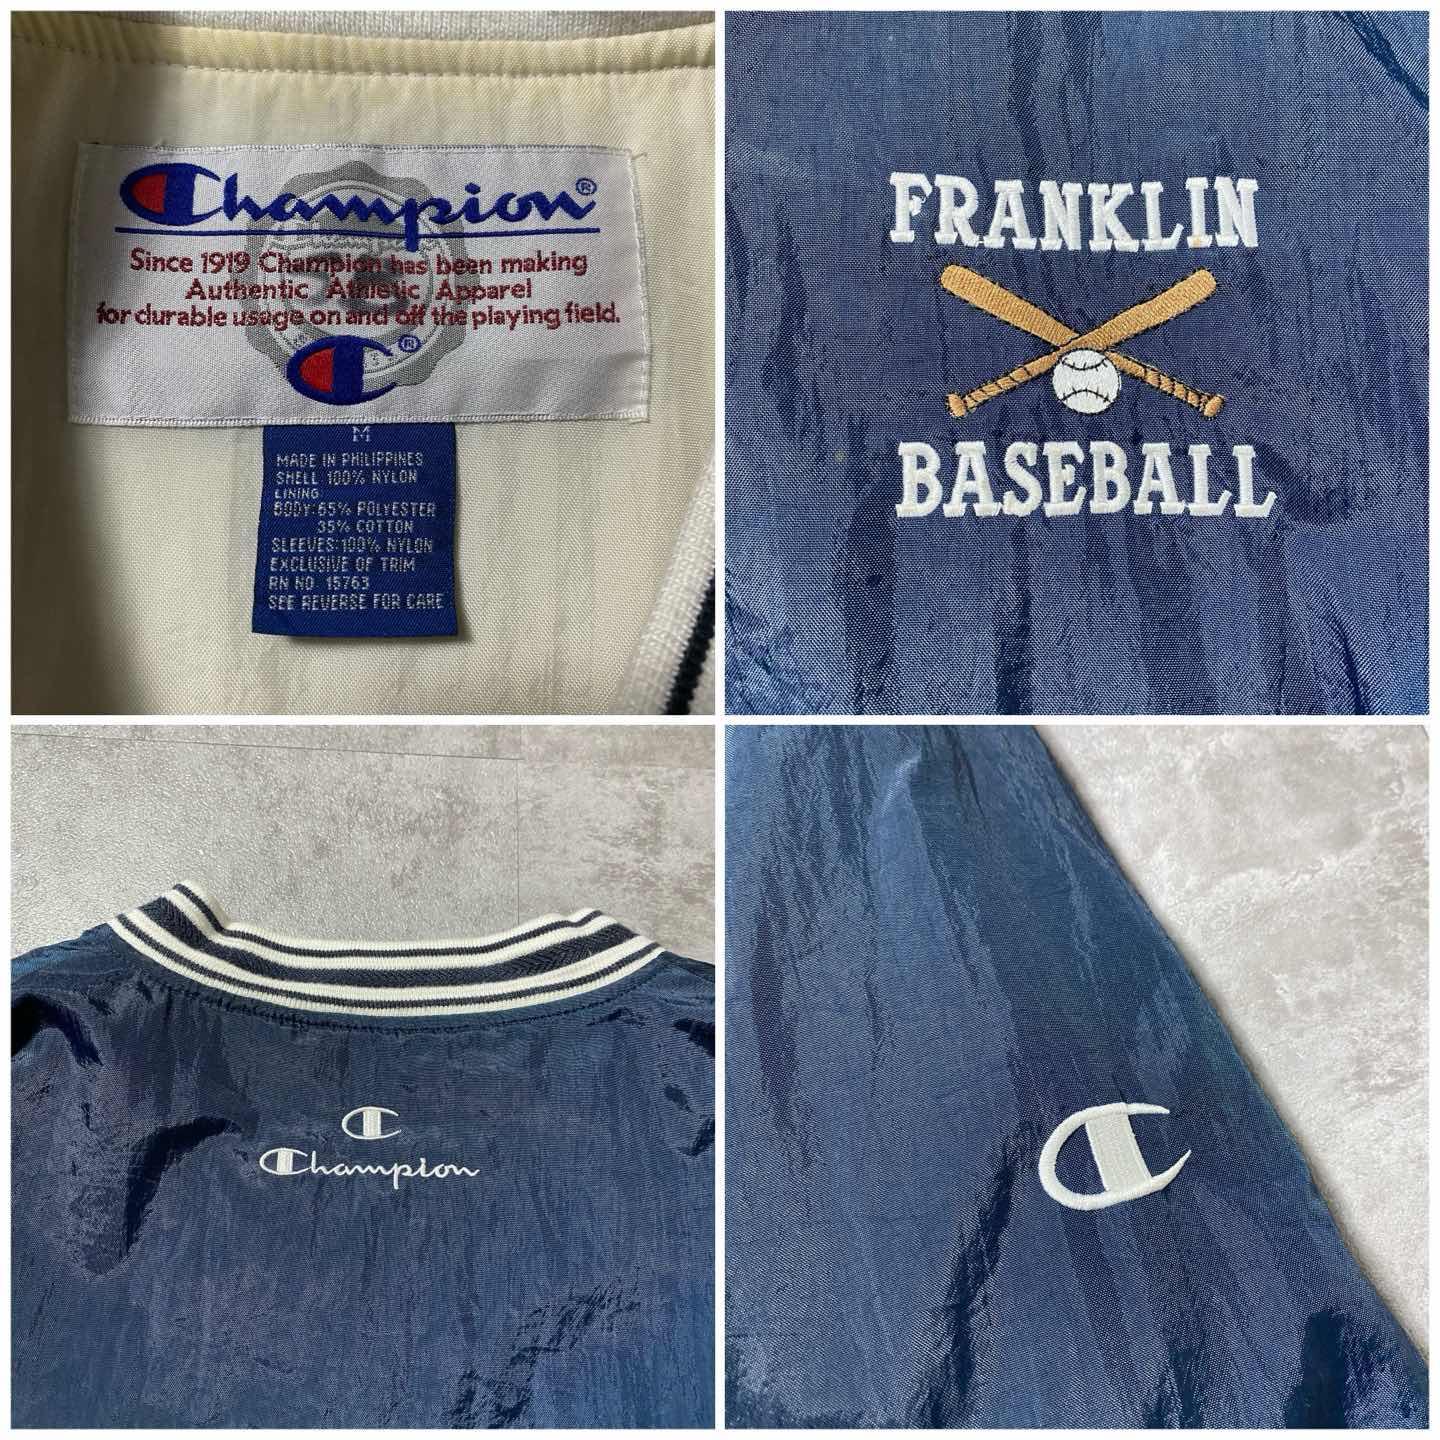 Champion®
Since 1919 Champion has been making
Authentic Athletic Apparel
for durable usage on and off the playing field.
®
M
MADE IN PHILIPPINES
SHELL 100% NYLON
LINING
BODY: 65% POLYESTER
35% COTTON
SLEEVES: 100% NYLON
EXCLUSIVE OF TRIM
RN NO. 15763
SEE REVERSE FOR CARE
FRANKLIN
BASEBALL
Champion